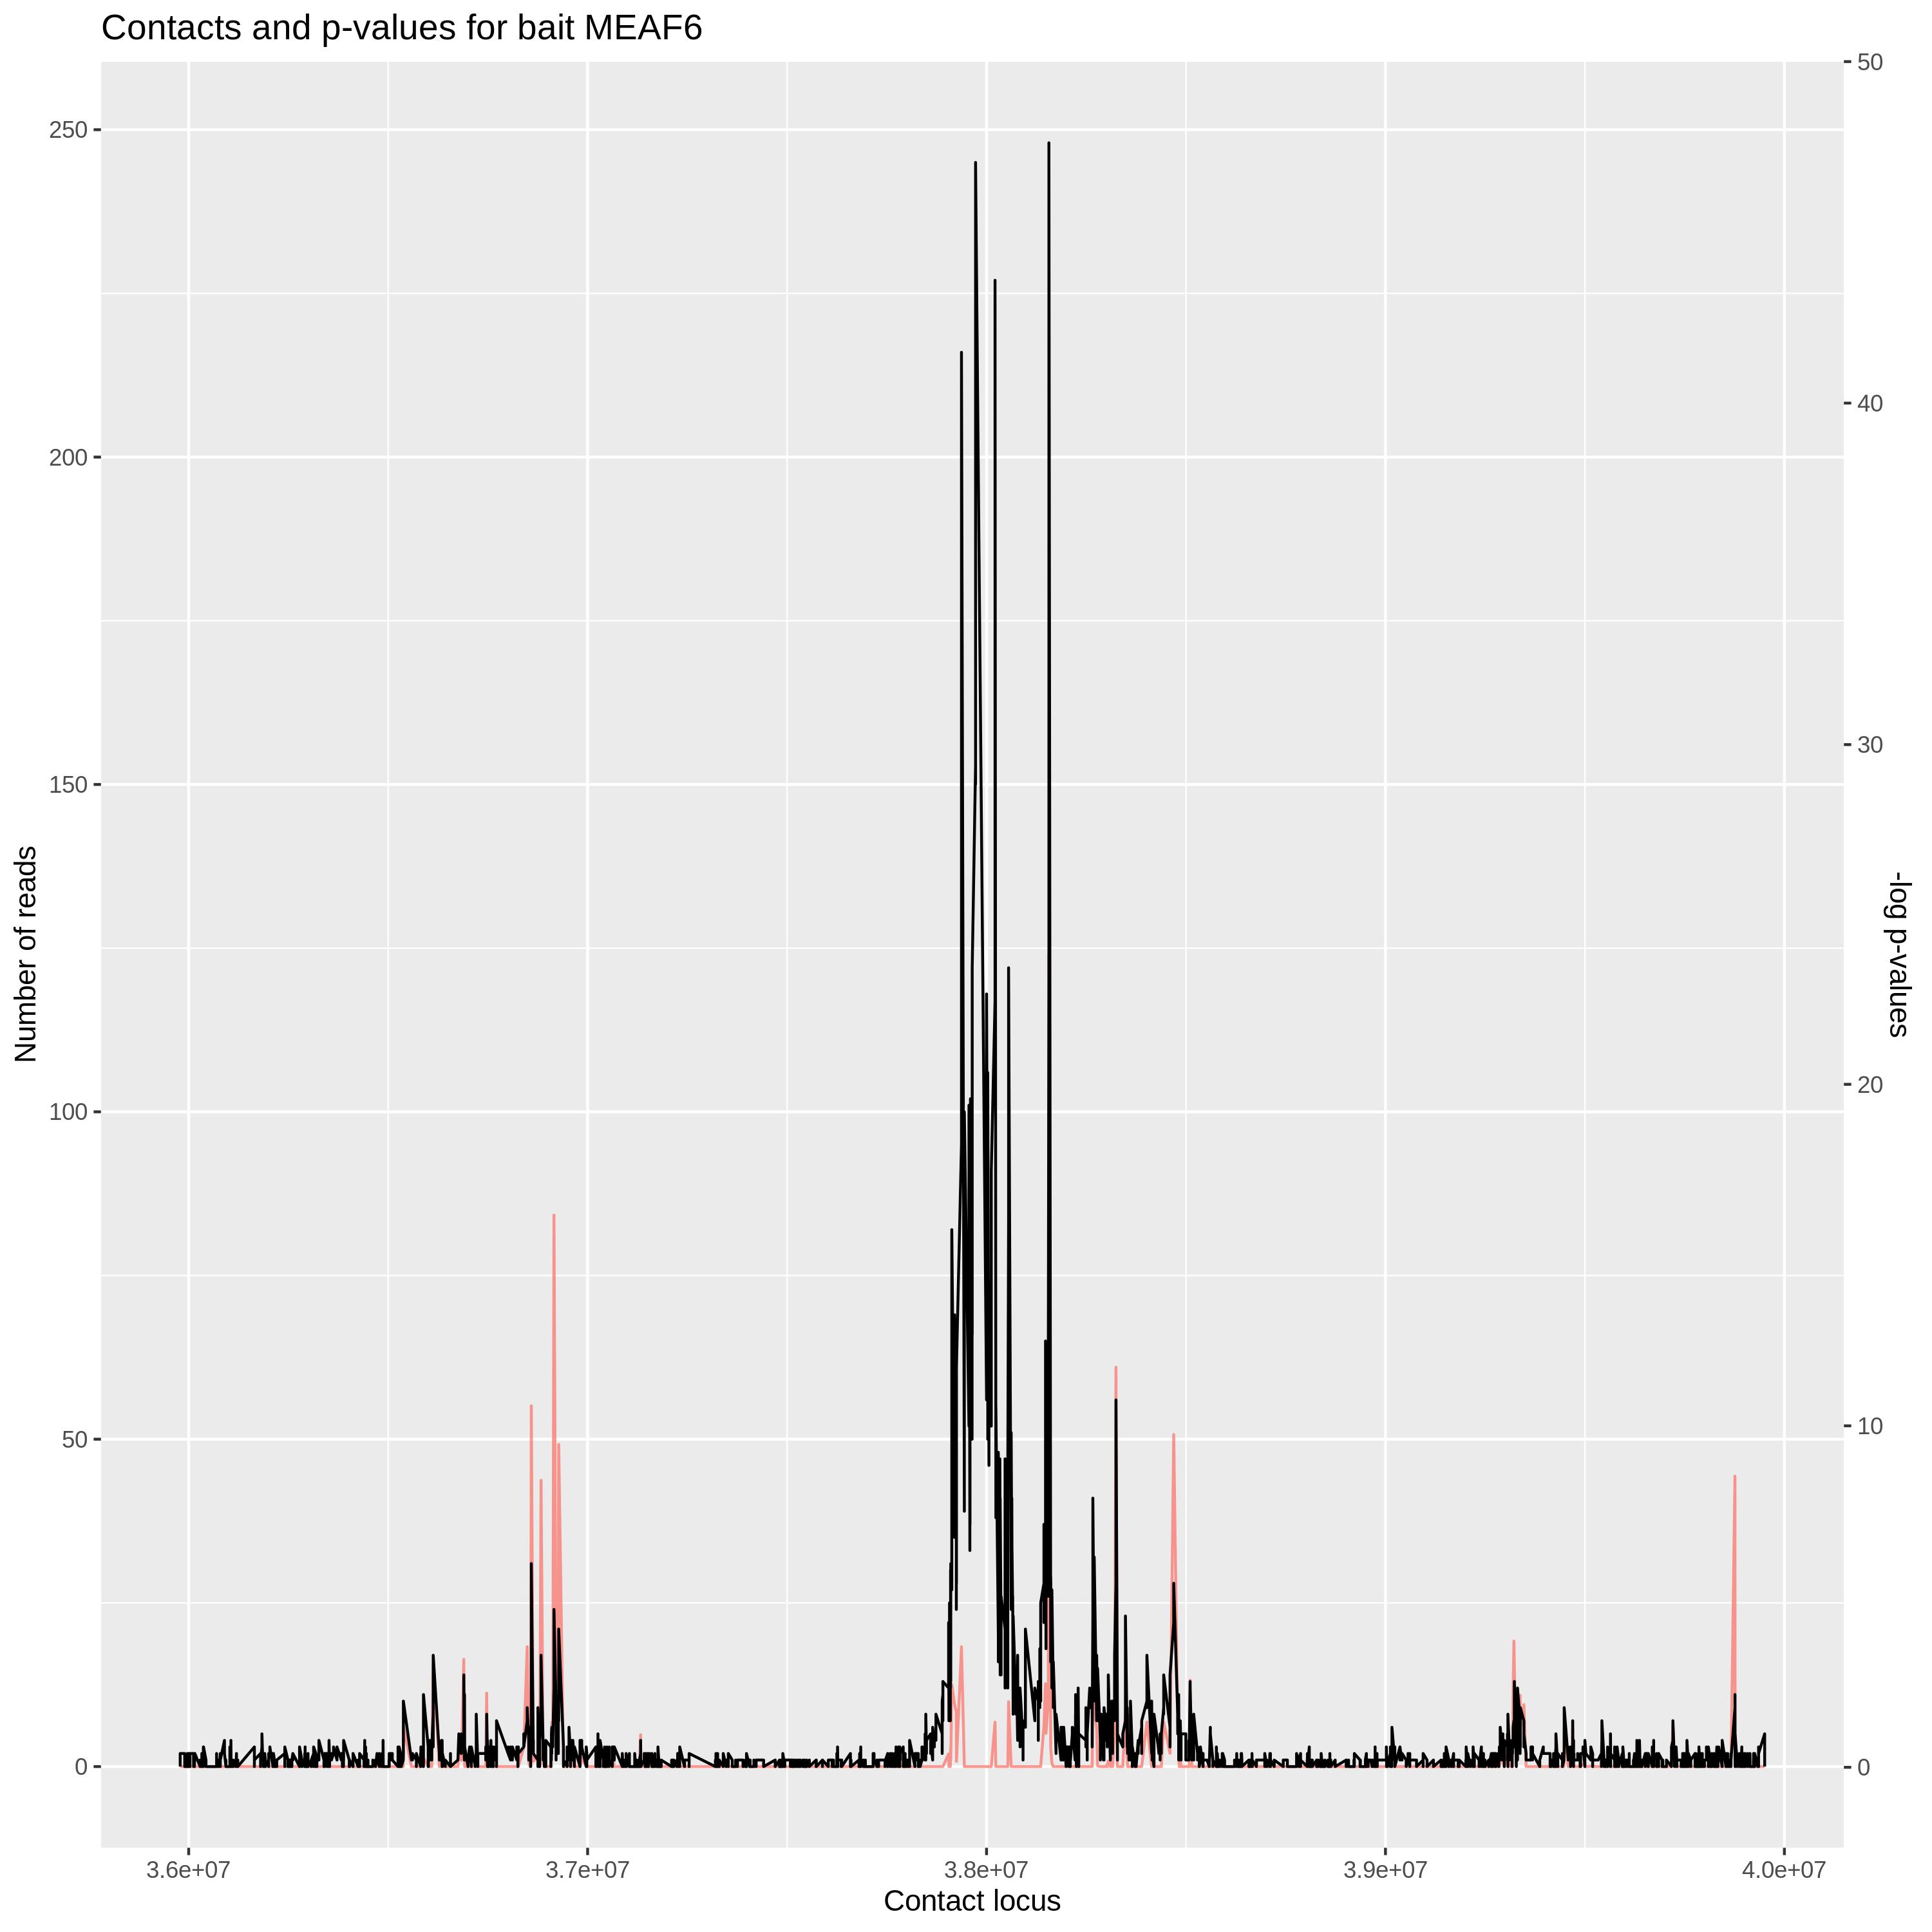 Contacts and p-values for bait MEAF6
Number of reads
250
200
150
100
50
0
50
40
30
20
10
0
-log p-values
3.6e+07 3.7e+07 3.8e+07 3.9e+07 4.0e+07
Contact locus